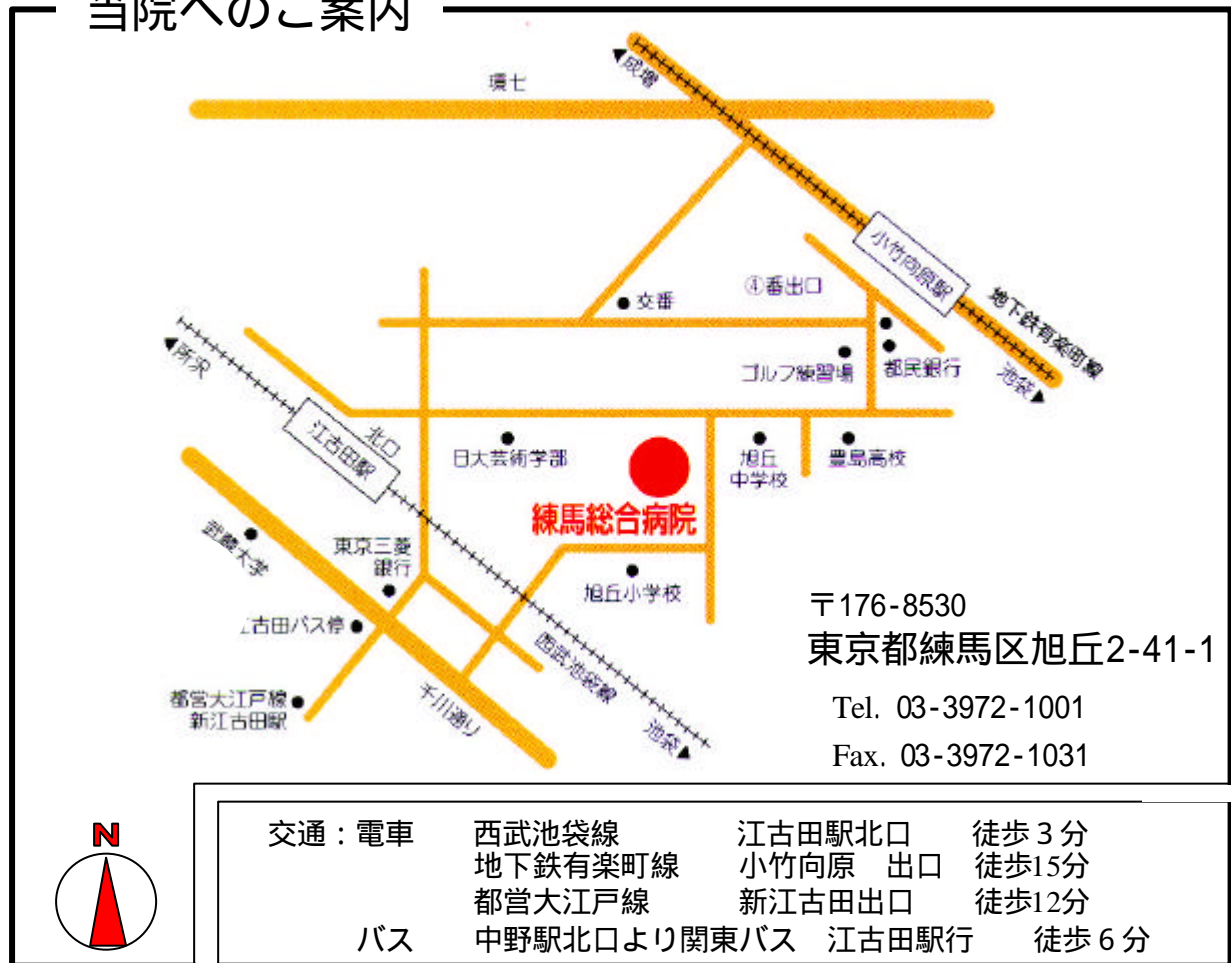 当院へのご案内
環七
▼成増
小竹向原駅
地下鉄有楽町線
池袋▶
④番出口
交番
ゴルフ練習場
都民銀行
◀所沢
江古田駅
北口
日大芸術学部
練馬総合病院
旭丘
中学校
豊島高校
武蔵大学
東京三菱
銀行
旭丘小学校
古田バス停
西武池袋線
千川通り
池袋▶
都営大江戸線
新江古田駅
〒176-8530
東京都練馬区旭丘2-41-1
Tel. 03-3972-1001
Fax. 03-3972-1031
N
交通：電車 西武池袋線 江古田駅北口 徒歩３分
地下鉄有楽町線 小竹向原 出口 徒歩15分
都営大江戸線 新江古田出口 徒歩12分
バス 中野駅北口より関東バス 江古田駅行 徒歩６分